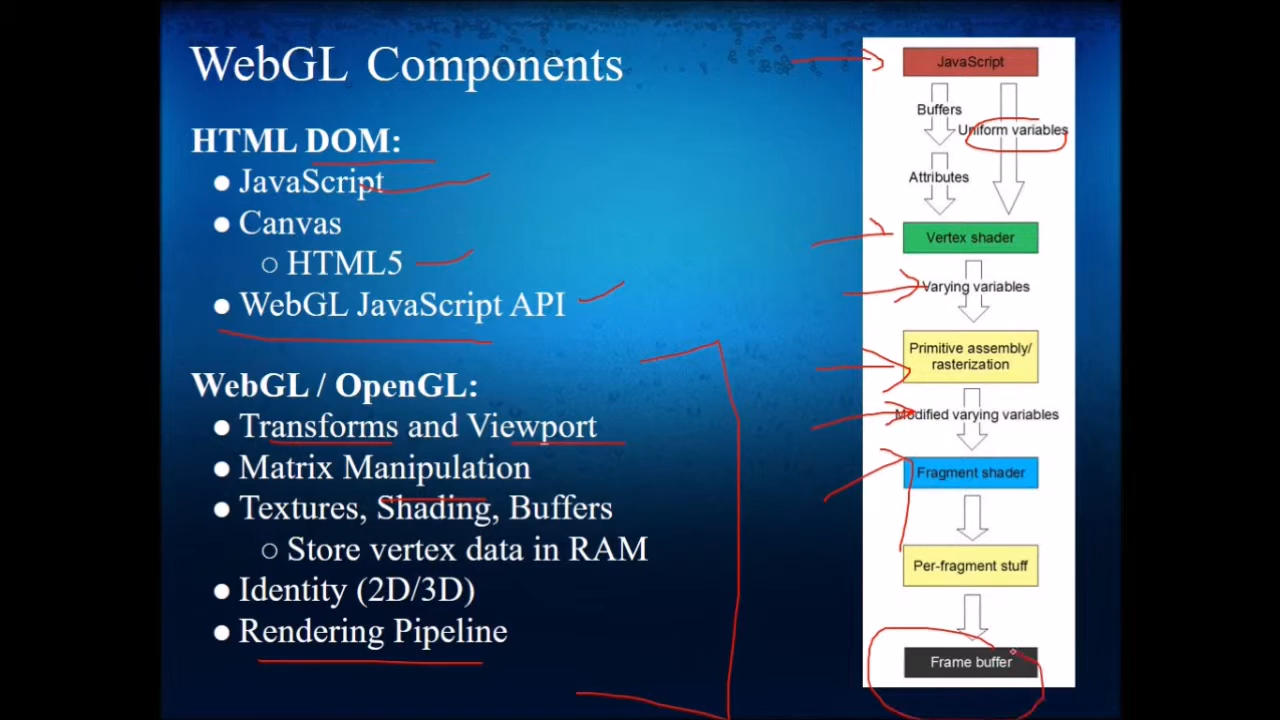 WebGL Components
HTML DOM:
● JavaScript
● Canvas
○ HTML5
● WebGL JavaScript API
WebGL / OpenGL:
● Transforms and Viewport
● Matrix Manipulation
● Textures, Shading, Buffers
○ Store vertex data in RAM
● Identity (2D/3D)
● Rendering Pipeline
JavaScript
Buffers
Uniform variables
Attributes
Vertex shader
Varying variables
Primitive assembly/
rasterization
Modified varying variables
Fragment shader
Per-fragment stuff
Frame buffer